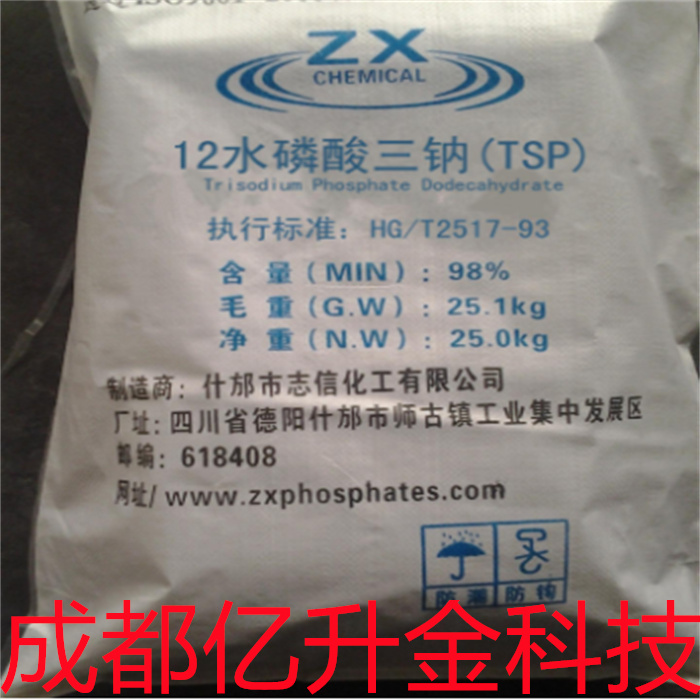 ZX
CHEMICAL
12水磷酸三钠(TSP)
Trisodium Phosphate Dodecahydrate
执行标准: HG/T2517-93
含 量(MIN): 98%
毛 重(G.W): 25.1kg
净 重(N.W): 25.0kg
制造商: 什邡市志信化工有限公司
厂址: 四川省德阳什邡市师古镇工业集中发展区
邮编: 618408
网址/ www.zxphosphates.com
防潮 防钩
成都亿升金科技